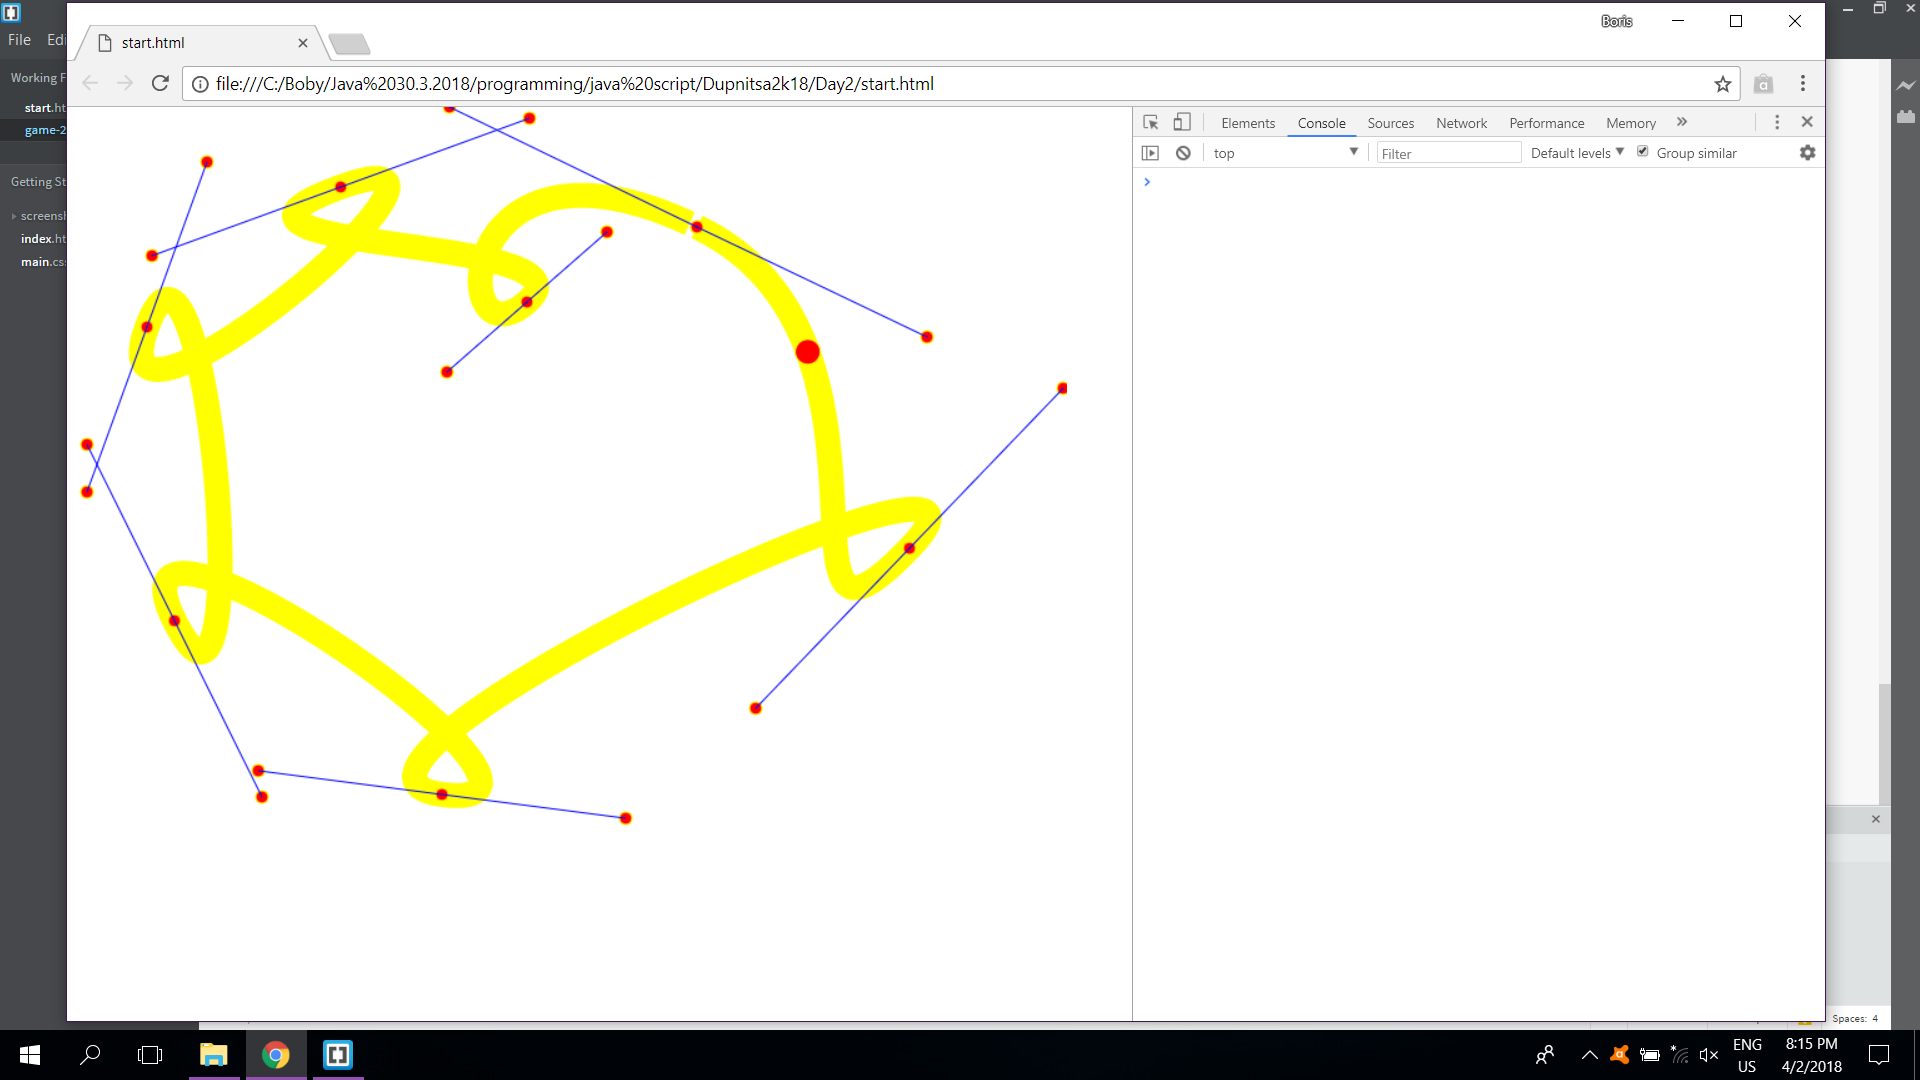 Boris
File Edi
start.html
file:///C:/Boby/Java%2030.3.2018/programming/java%20script/Dupnitsa2k18/Day2/start.html
Working F
start.ht
game-2
Getting St
screensh
index.ht
main.cs
Elements Console Sources Network Performance Memory
top Filter Default levels Group similar
Spaces: 4
ENG
US
8:15 PM
4/2/2018